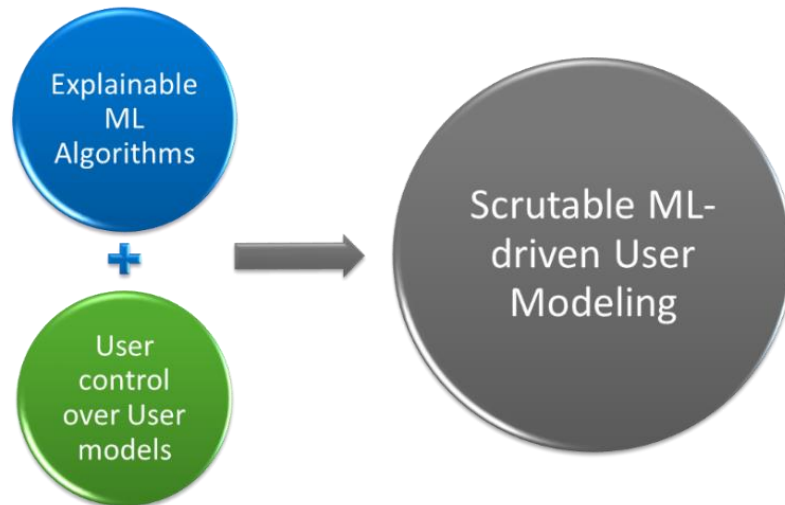 Explainable
ML
Algorithms
+
User
control
over User
models
Scrutable ML-
driven User
Modeling